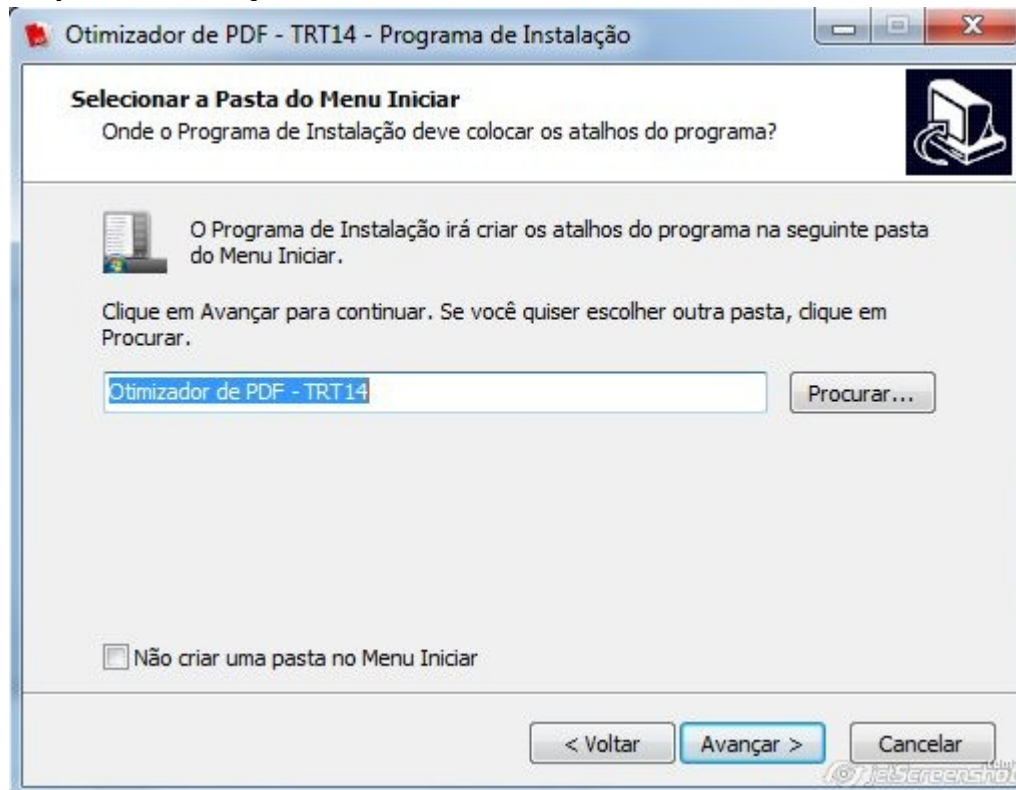 Otimizador de PDF - TRT14 - Programa de Instalação
Selecionar a Pasta do Menu Iniciar
Onde o Programa de Instalação deve colocar os atalhos do programa?
O Programa de Instalação irá criar os atalhos do programa na seguinte pasta
do Menu Iniciar.
Clique em Avançar para continuar. Se você quiser escolher outra pasta, clique em
Procurar.
Otimizador de PDF - TRT14
Procurar...
Não criar uma pasta no Menu Iniciar
< Voltar
Avançar >
Cancelar